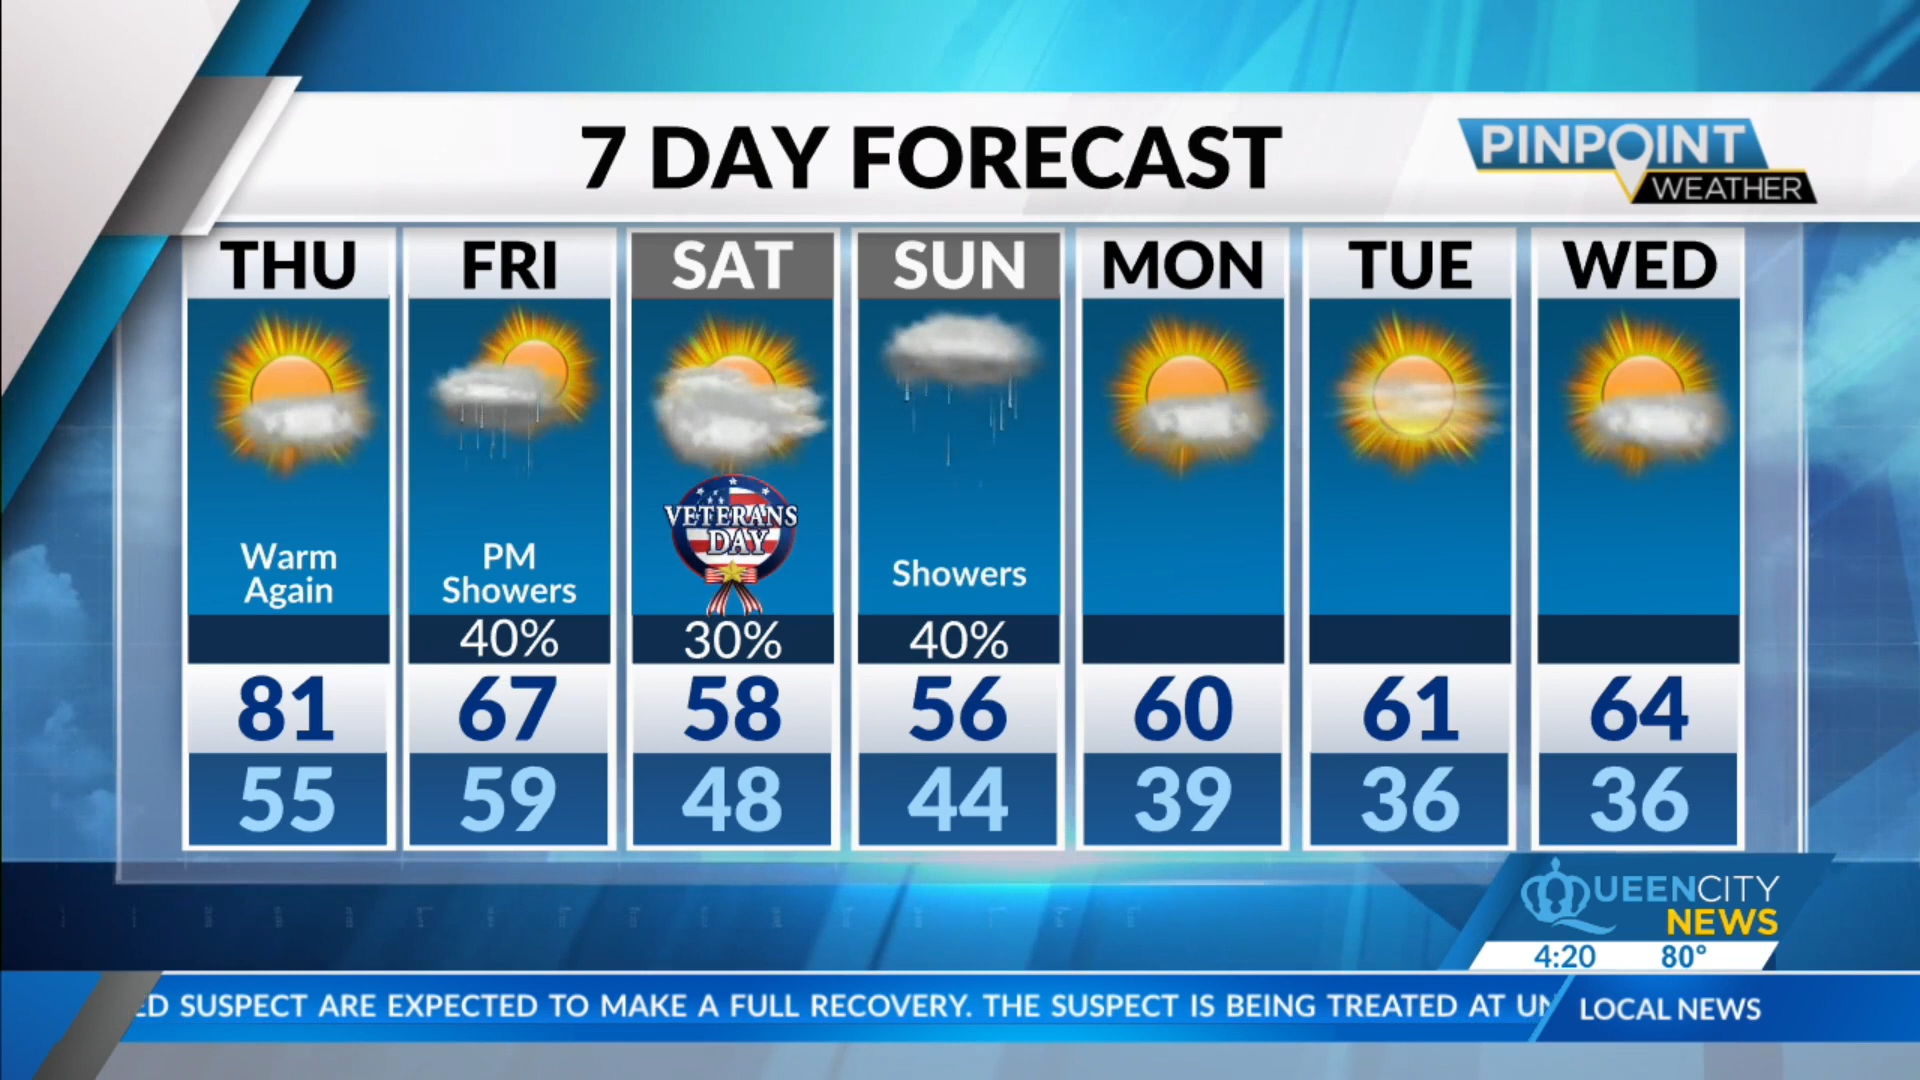 7 DAY FORECAST
PINPOINT
WEATHER
THU
FRI
SAT
SUN
MON
TUE
WED
Warm
Again
PM
Showers
VETERANS
DAY
Showers
40%
30%
40%
81
67
58
56
60
61
64
55
59
48
44
39
36
36
QUEENCITY
NEWS
4:20 80°
SUSPECT ARE EXPECTED TO MAKE A FULL RECOVERY. THE SUSPECT IS BEING TREATED AT
LOCAL NEWS